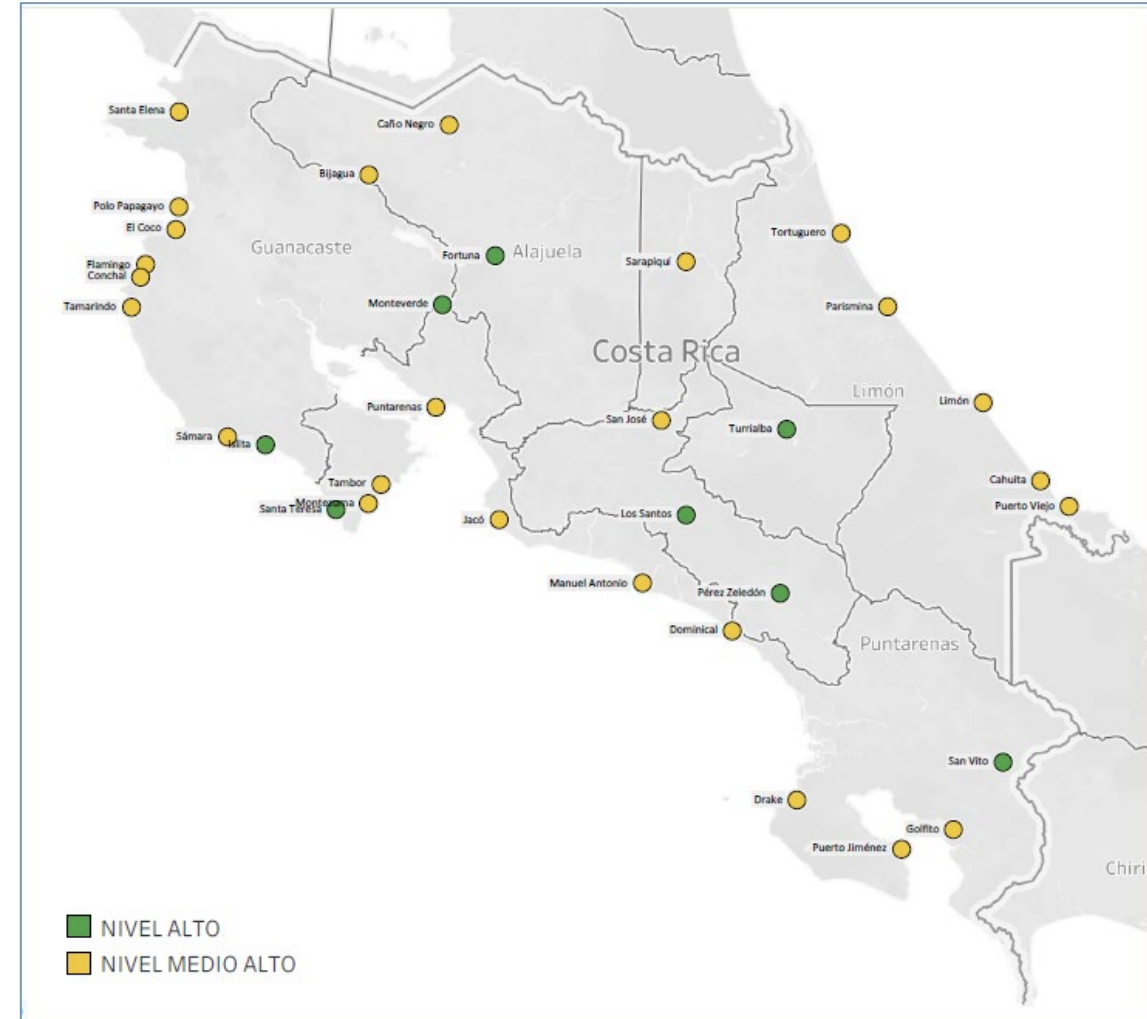 Santa Elena
Caño Negro
Bijagua
Polo Papagayo
El Coco
Tortuguero
Guanacaste
Fortuna
Alajuela
Sarapiquí
Flamingo
Conchal
Tamarindo
Monteverde
Parismina
Costa Rica
Limón
Puntarenas
Limón
San José
Turrialba
Sámara
Islita
Cahuita
Tambor
Montezuma
Santa Teresa
Puerto Viejo
Jacó
Los Santos
Manuel Antonio
Pérez Zeledón
Dominical
Puntarenas
San Vito
Drake
Golfito
Puerto Jiménez
Chiri
NIVEL ALTO
NIVEL MEDIO ALTO